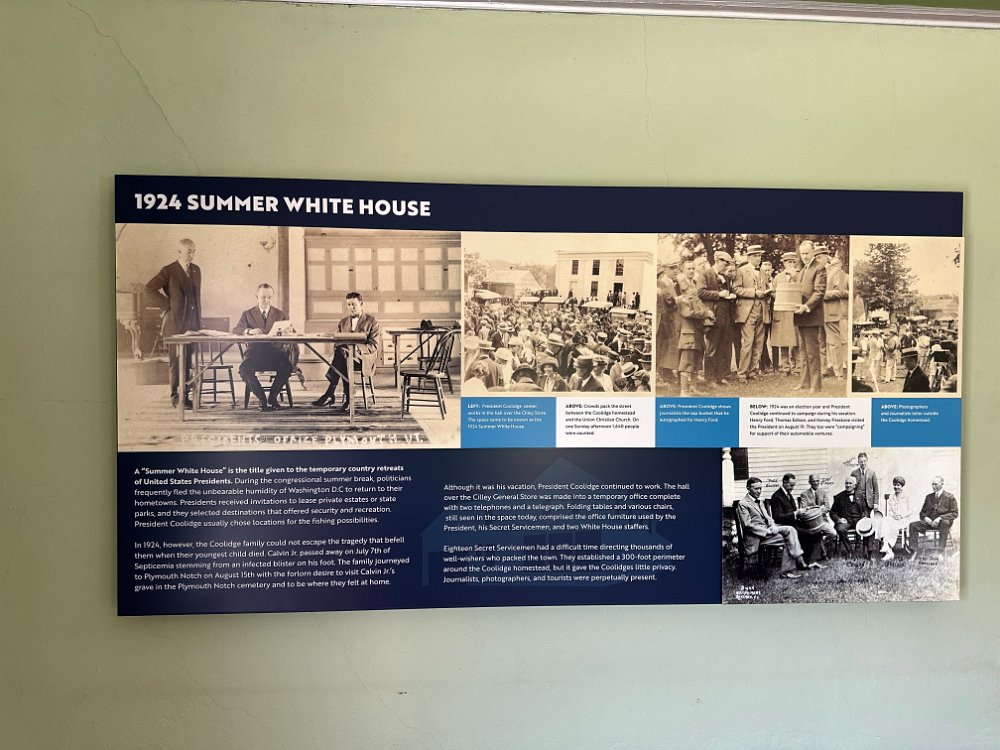 1924 SUMMER WHITE HOUSE
PRESIDENTS OFFICE PLYMOUTH VT.
LEFT: President Coolidge, center
works in the hall over the Cilley Store.
The space came to be known as the
1924 Summer White House
ABOVE: Crowds pack the street
between the Coolidge homestead
and the Union Christian Church. On
one Sunday afternoon 1,640 people
were counted.
ABOVE: President Coolidge shows
journalists the sap bucket that he
autographed for Henry Ford.
BELOW: 1924 was an election year and President
Coolidge continued to campaign during his vacation.
Henry Ford, Thomas Edison, and Harvey Firestone visited
the President on August 19. They too were "campaigning"
for support of their automobile ventures.
ABOVE: Photographers
and journalists loiter outside
the Coolidge homestead.
A "Summer White House" is the title given to the temporary country retreats
of United States Presidents. During the congressional summer break, politicians
frequently fled the unbearable humidity of Washington D.C to return to their
hometowns. Presidents received invitations to lease private estates or state
parks, and they selected destinations that offered security and recreation.
President Coolidge usually chose locations for the fishing possibilities.
In 1924, however, the Coolidge family could not escape the tragedy that befell
them when their youngest child died. Calvin Jr. passed away on July 7th of
Septicemia stemming from an infected blister on his foot. The family journeyed
to Plymouth Notch on August 15th with the forlorn desire to visit Calvin Jr.'s
grave in the Plymouth Notch cemetery and to be where they felt at home.
Although it was his vacation, President Coolidge continued to work. The hall
over the Cilley General Store was made into a temporary office complete
with two telephones and a telegraph. Folding tables and various chairs,
still seen in the space today, comprised the office furniture used by the
President, his Secret Servicemen, and two White House staffers.
Eighteen Secret Servicemen had a difficult time directing thousands of
well-wishers who packed the town. They established a 300-foot perimeter
around the Coolidge homestead, but it gave the Coolidges little privacy.
Journalists, photographers, and tourists were perpetually present.